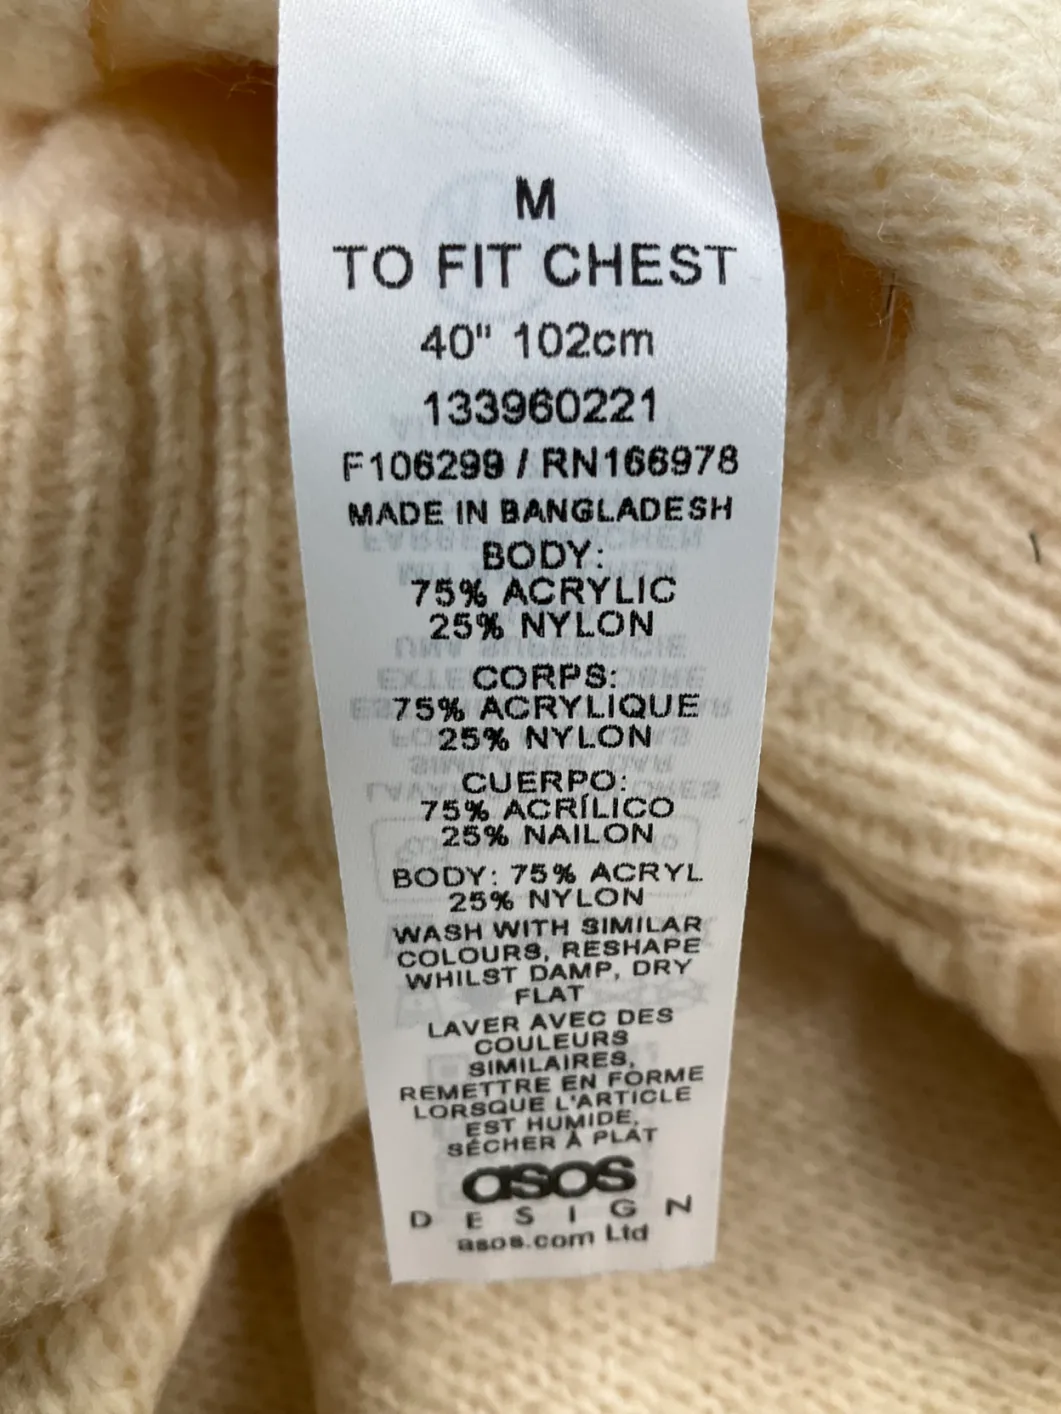 M
TO FIT CHEST
40" 102cm
133960221
F106299 / RN166978
MADE IN BANGLADESH
BODY:
75% ACRYLIC
25% NYLON
CORPS:
75% ACRYLIQUE
25% NYLON
CUERPO:
75% ACRÍLICO
25% NAILON
BODY: 75% ACRYL
25% NYLON
WASH WITH SIMILAR
COLOURS, RESHAPE
WHILST DAMP, DRY
FLAT
LAVER AVEC DES
COULEURS
SIMILAIRES,
REMETTRE EN FORME
LORSQUE L'ARTICLE
EST HUMIDE,
SÉCHER À PLAT
asos
DESIGN
asos.com Ltd